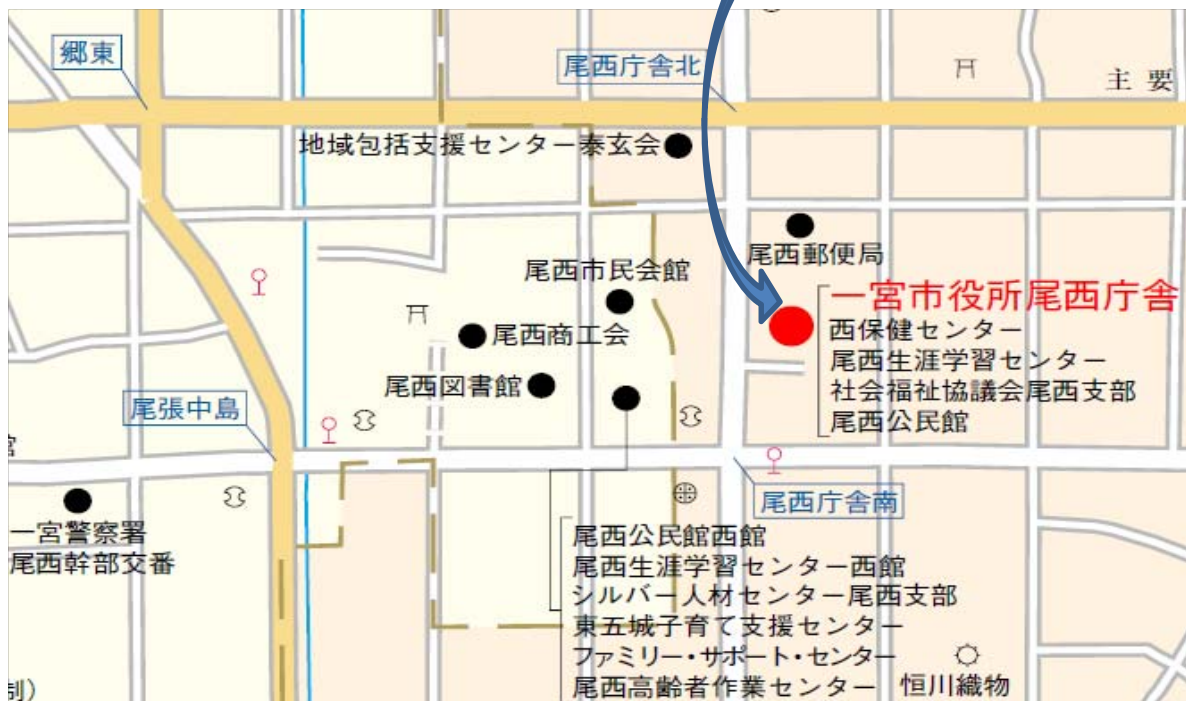 郷東
尾西庁舎北
主要
地域包括支援センター泰玄会
尾西郵便局
尾西市民会館
一宮市役所尾西庁舎
西保健センター
尾西生涯学習センター
社会福祉協議会尾西支部
尾西公民館
尾西商工会
尾西図書館
尾張中島
尾西庁舎南
一宮警察署
尾西幹部交番
尾西公民館西館
尾西生涯学習センター西館
シルバー人材センター尾西支部
東五城子育て支援センター
ファミリー・サポート・センター
尾西高齢者作業センター
恒川織物
制）